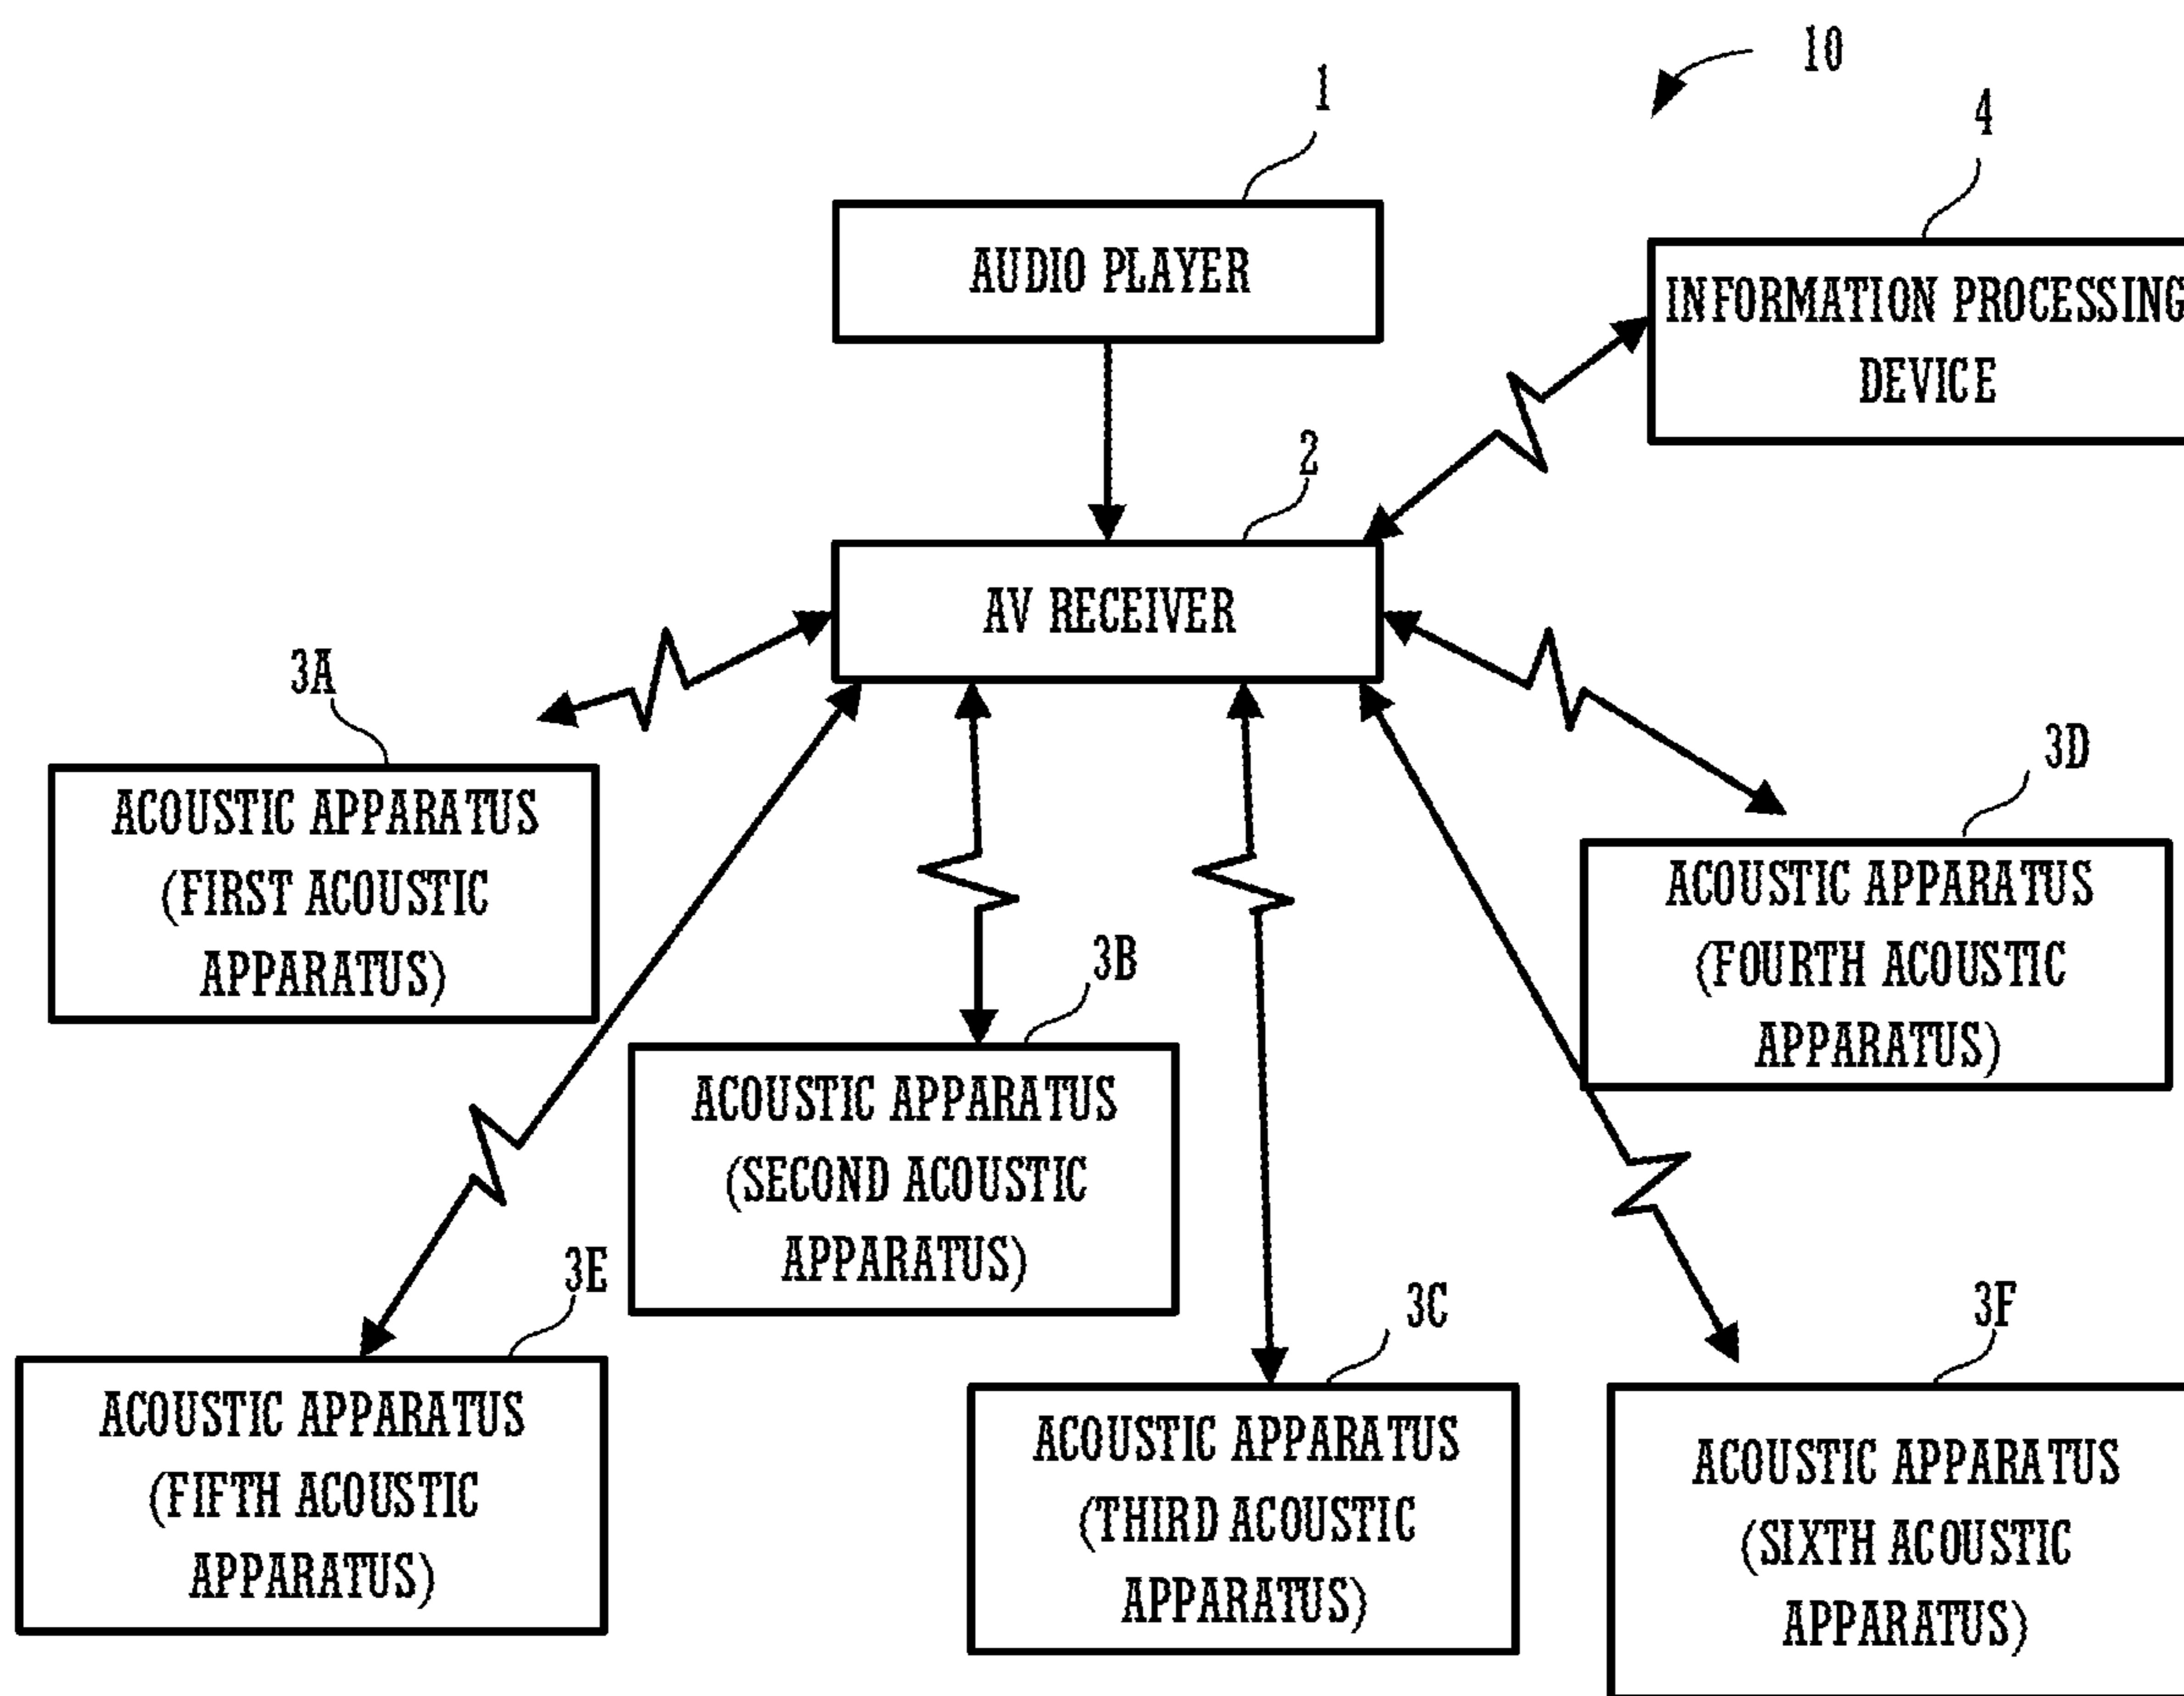 10
1
4
AUDIO PLAYER
INFORMATION PROCESSING
DEVICE
2
AV RECEIVER
3A
ACOUSTIC APPARATUS
(FIRST ACOUSTIC
APPARATUS)
3D
ACOUSTIC APPARATUS
(FOURTH ACOUSTIC
APPARATUS)
3B
ACOUSTIC APPARATUS
(SECOND ACOUSTIC
APPARATUS)
3E
ACOUSTIC APPARATUS
(FIFTH ACOUSTIC
APPARATUS)
3C
ACOUSTIC APPARATUS
(THIRD ACOUSTIC
APPARATUS)
3F
ACOUSTIC APPARATUS
(SIXTH ACOUSTIC
APPARATUS)